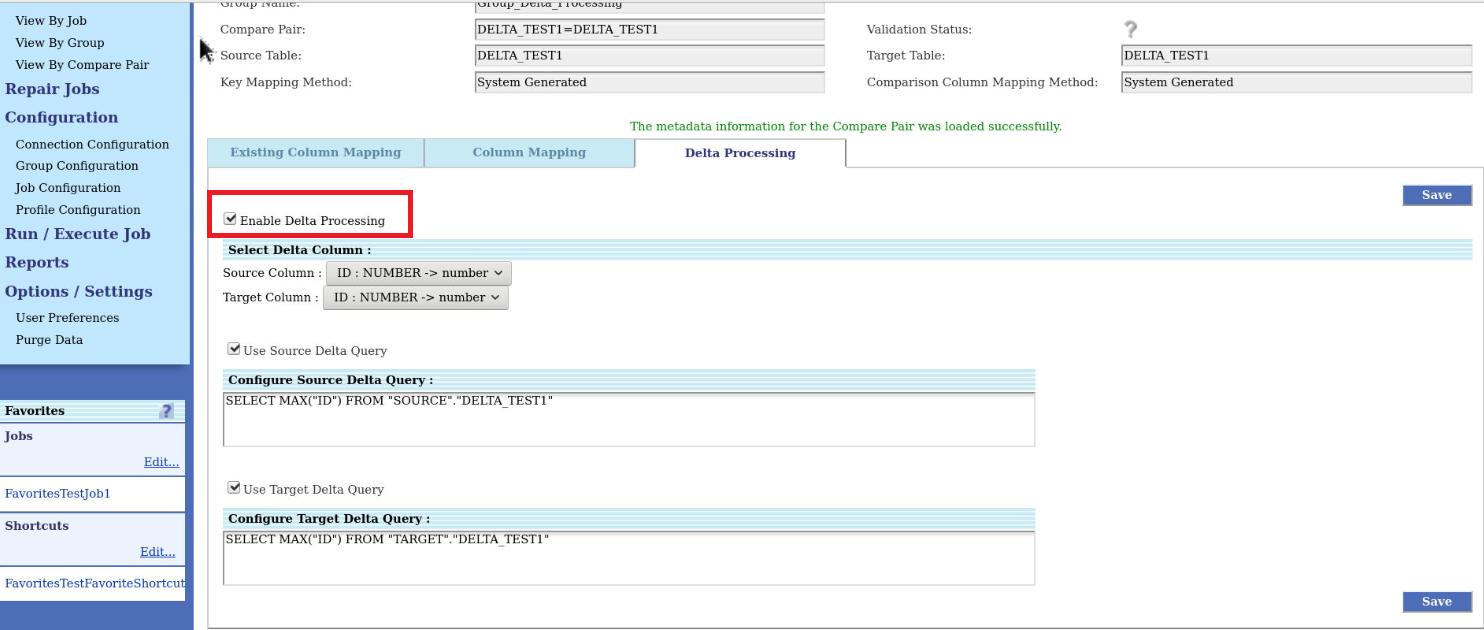 View By Job
View By Group
View By Compare Pair
Repair Jobs
Configuration
Connection Configuration
Group Configuration
Job Configuration
Profile Configuration
Run / Execute Job
Reports
Options / Settings
User Preferences
Purge Data
Favorites ?
Jobs
Edit...
FavoritesTestJob1
Shortcuts
Edit...
FavoritesTestFavoriteShortcut
Group Name: Group_Delta_Processing
Compare Pair: DELTA_TEST1=DELTA_TEST1 Validation Status: ?
Source Table: DELTA_TEST1 Target Table: DELTA_TEST1
Key Mapping Method: System Generated Comparison Column Mapping Method: System Generated
The metadata information for the Compare Pair was loaded successfully.
Existing Column Mapping Column Mapping Delta Processing
Save
Enable Delta Processing
Select Delta Column :
Source Column : ID : NUMBER -> number
Target Column : ID : NUMBER -> number
Use Source Delta Query
Configure Source Delta Query :
SELECT MAX("ID") FROM "SOURCE"."DELTA_TEST1"
Use Target Delta Query
Configure Target Delta Query :
SELECT MAX("ID") FROM "TARGET"."DELTA_TEST1"
Save